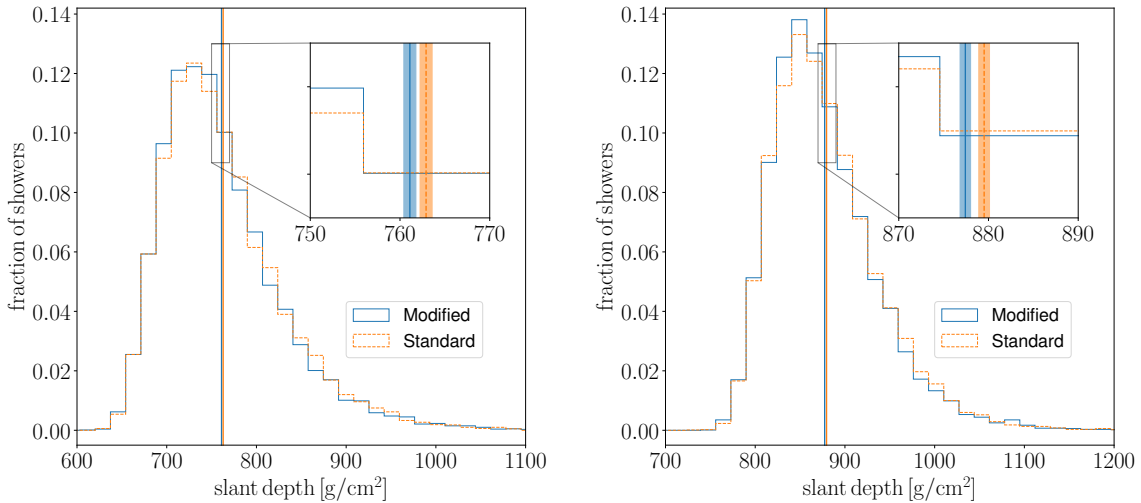 0.14
0.12
0.10
0.08
0.06
0.04
0.02
0.00
fraction of showers
750 760 770
Modified
Standard
600 700 800 900 1000 1100
slant depth [g/cm²]
0.14
0.12
0.10
0.08
0.06
0.04
0.02
0.00
fraction of showers
870 880 890
Modified
Standard
700 800 900 1000 1100 1200
slant depth [g/cm²]